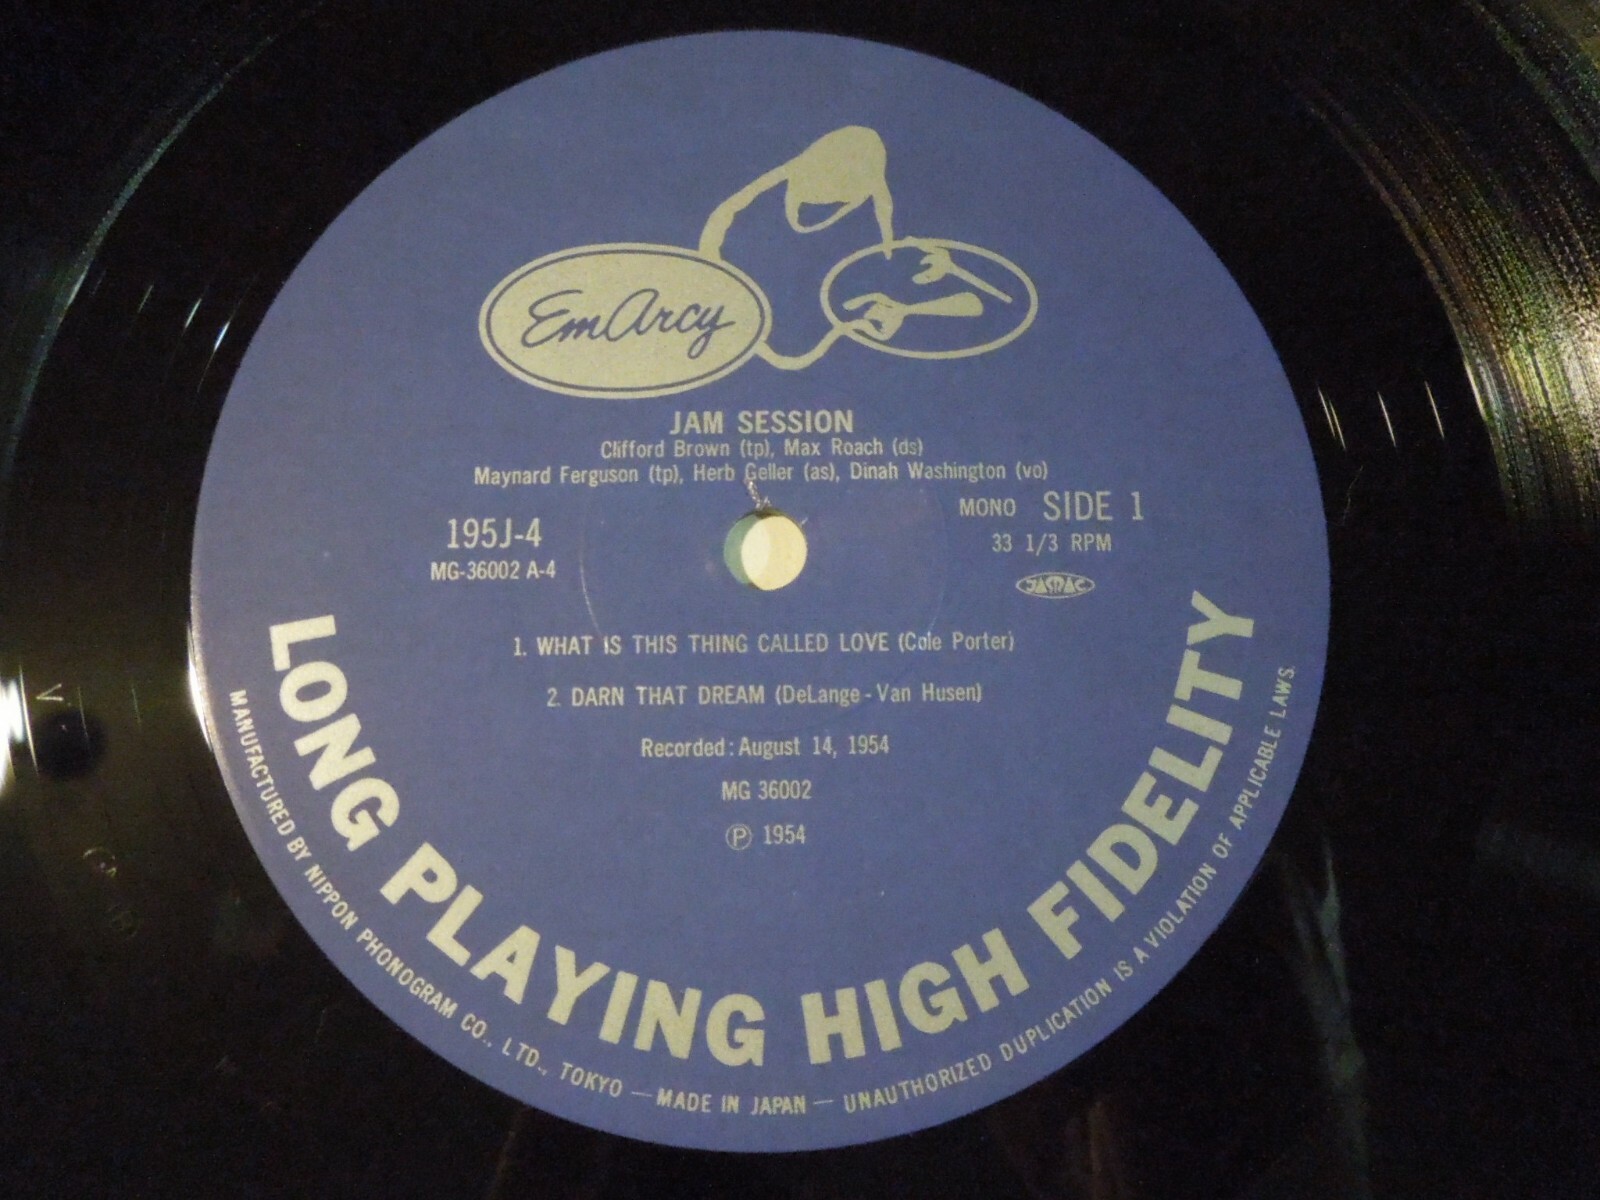 EmArcy
JAM SESSION
Clifford Brown (tp), Max Roach (ds)
Maynard Ferguson (tp), Herb Geller (as), Dinah Washington (vo)
195J-4
MG-36002 A-4
MONO SIDE 1
33 1/3 RPM
JASRAC
1. WHAT IS THIS THING CALLED LOVE (Cole Porter)
2. DARN THAT DREAM (DeLange-Van Husen)
Recorded: August 14, 1954
MG 36002
Ⓟ 1954
LONG PLAYING HIGH FIDELITY
MANUFACTURED BY NIPPON PHONOGRAM CO., LTD., TOKYO — MADE IN JAPAN — UNAUTHORIZED DUPLICATION IS A VIOLATION OF APPLICABLE LAWS.